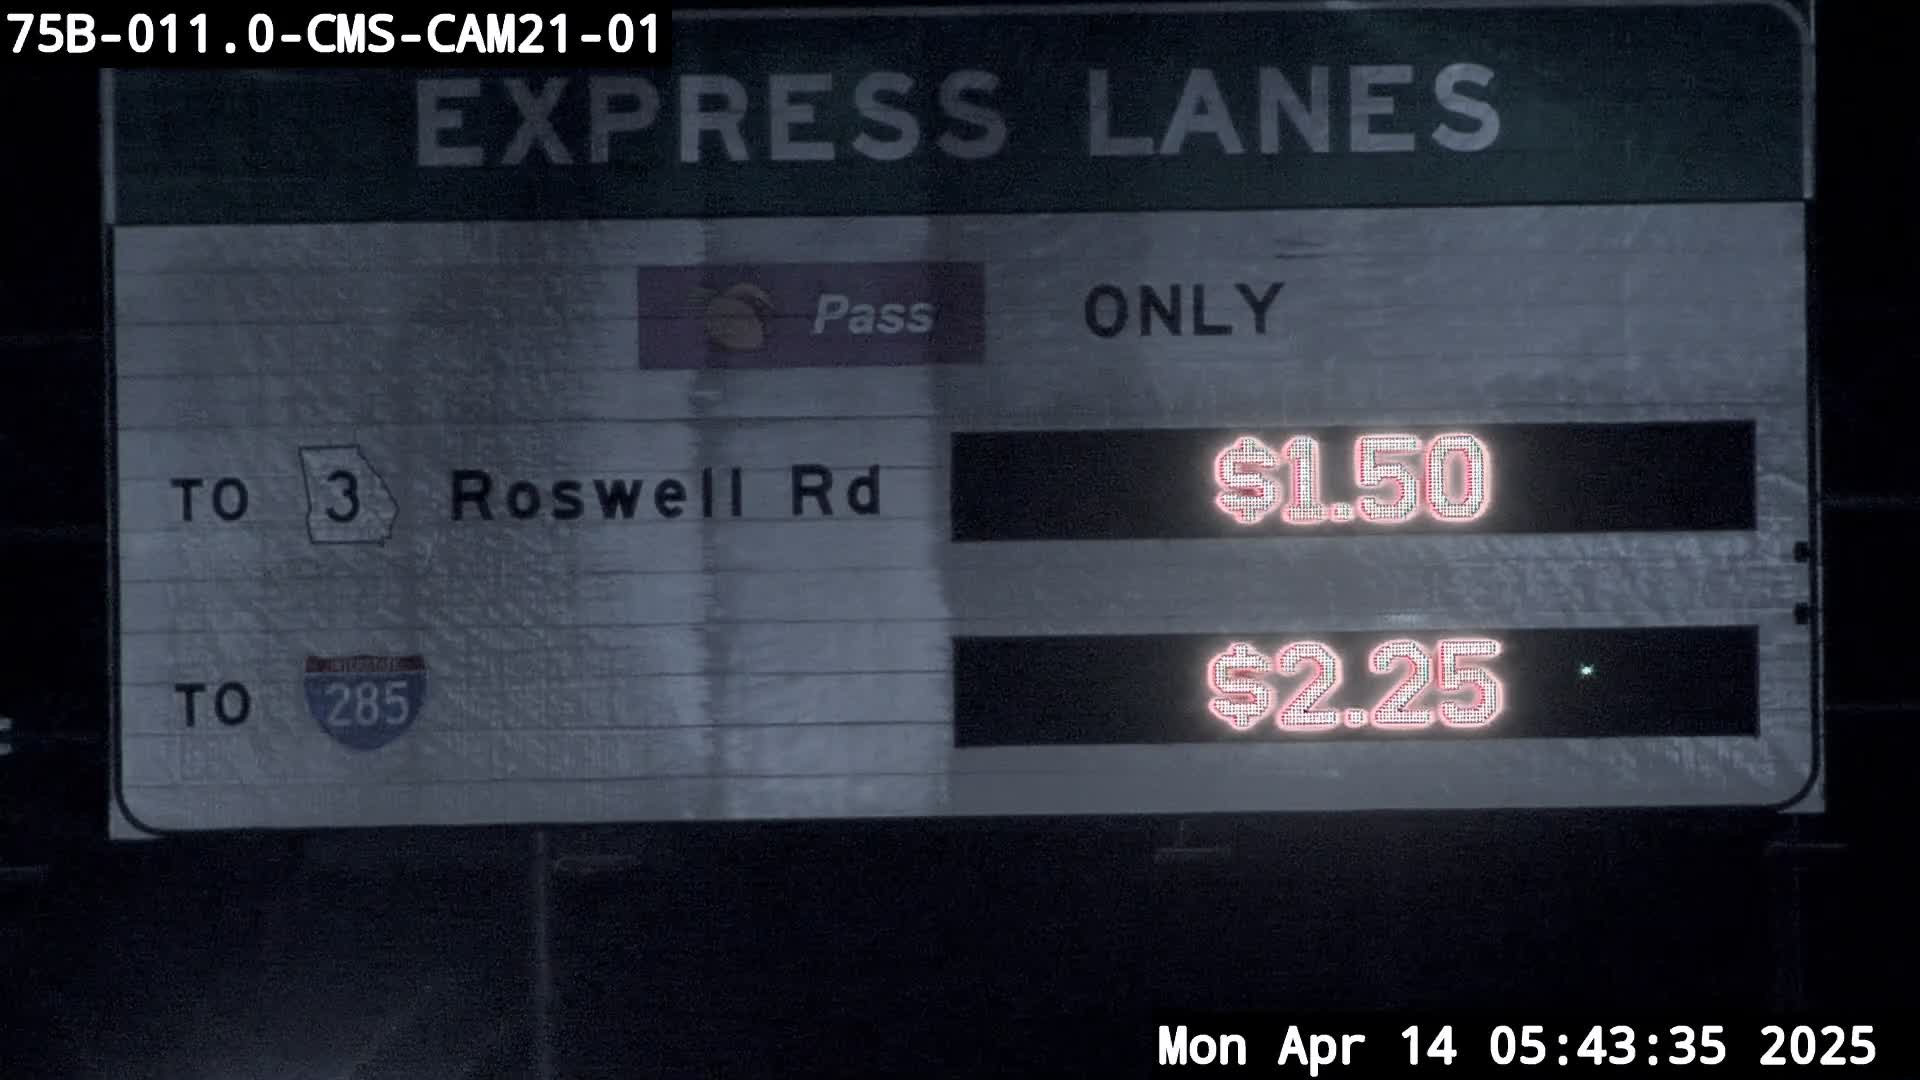 75B-011.0-CMS-CAM21-01
EXPRESS LANES
Pass ONLY
TO 3 Roswell Rd $1.50
TO INTERSTATE 285 $2.25
Mon Apr 14 05:43:35 2025